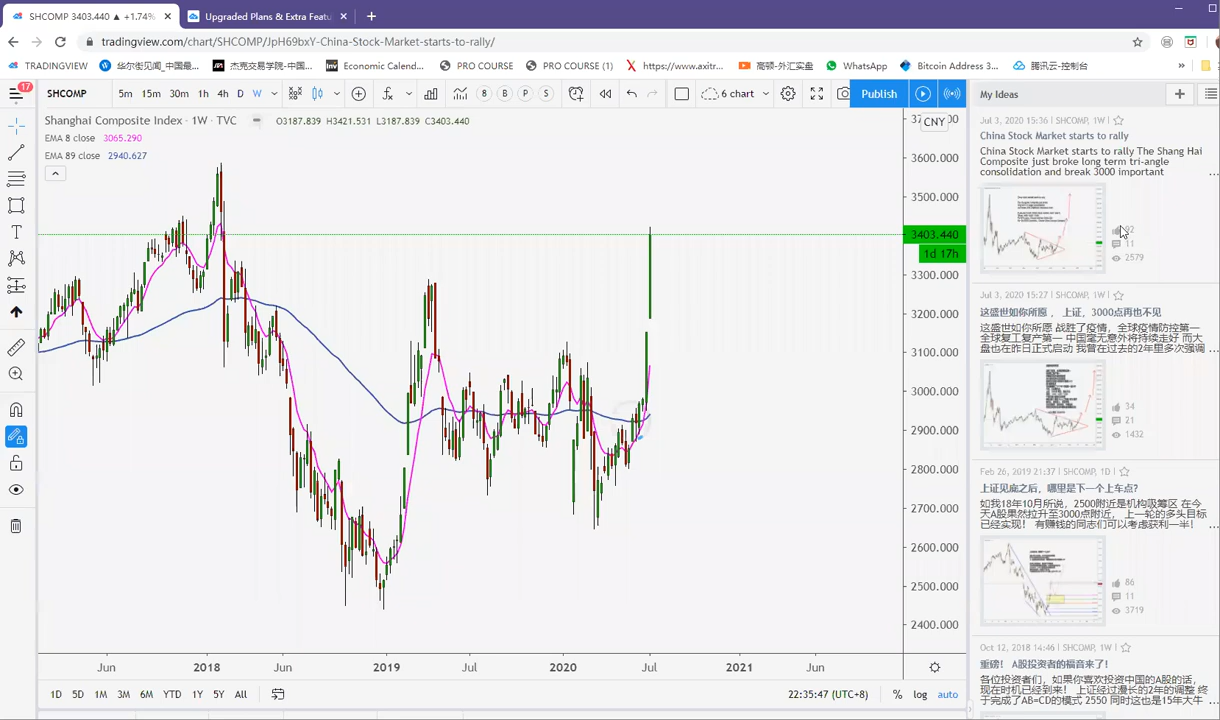 SHCOMP 3403.440 ▲ +1.74%
Upgraded Plans & Extra Featu
tradingview.com/chart/SHCOMP/JpH69bxY-China-Stock-Market-starts-to-rally/
TRADINGVIEW 华尔街见闻_中国最... 杰克交易学院-中国... Economic Calend... PRO COURSE PRO COURSE (1) https://www.axitr... 高顿-外汇实盘 WhatsApp Bitcoin Address 3... 腾讯云-控制台
17 SHCOMP 5m 15m 30m 1h 4h D W 8 B P S 6 chart Publish
My Ideas
Shanghai Composite Index · 1W · TVC O3187.839 H3421.531 L3187.839 C3403.440
EMA 8 close 3065.290
EMA 89 close 2940.627
CNY
3600.000
3500.000
3403.440
1d 17h
3300.000
3200.000
3100.000
3000.000
2900.000
2800.000
2700.000
2600.000
2500.000
2400.000
Jun 2018 Jun 2019 Jul 2020 Jul 2021 Jun
1D 5D 1M 3M 6M YTD 1Y 5Y All
22:35:47 (UTC+8) % log auto
Jul 3, 2020 15:36 | SHCOMP, 1W |
China Stock Market starts to rally
China Stock Market starts to rally The Shang Hai
Composite just broke long term tri-angle
consolidation and break 3000 important
11
2579
Jul 3, 2020 15:27 | SHCOMP, 1W |
这盛世如你所愿 ， 上证，3000点再也不见
这盛世如你所愿 战胜了疫情，全球疫情防控第一
全球复工复产第一 中国毫无意外将持续走好 而大
盘也在昨日正式启动 我曾在过去的2年里多次强调
34
21
1432
Feb 26, 2019 21:37 | SHCOMP, 1D |
上证见底之后，哪里是下一个上车点?
如我18年10月所说，2500附近是机构吸筹区 在今
天A股果然拉升至3000点附近， 上一轮的多头目标
已经实现！ 有赚钱的同志们可以考虑获利一半!
86
11
3719
Oct 12, 2018 14:46 | SHCOMP, 1W |
重磅！ A股投资者的福音来了!
各位投资者们，如果你喜欢投资中国的A股的话，
现在时机已经到来！ 上证经过漫长的2年的调整 终
于完成了AB=CD的模式 2550 同时这也是15年大牛